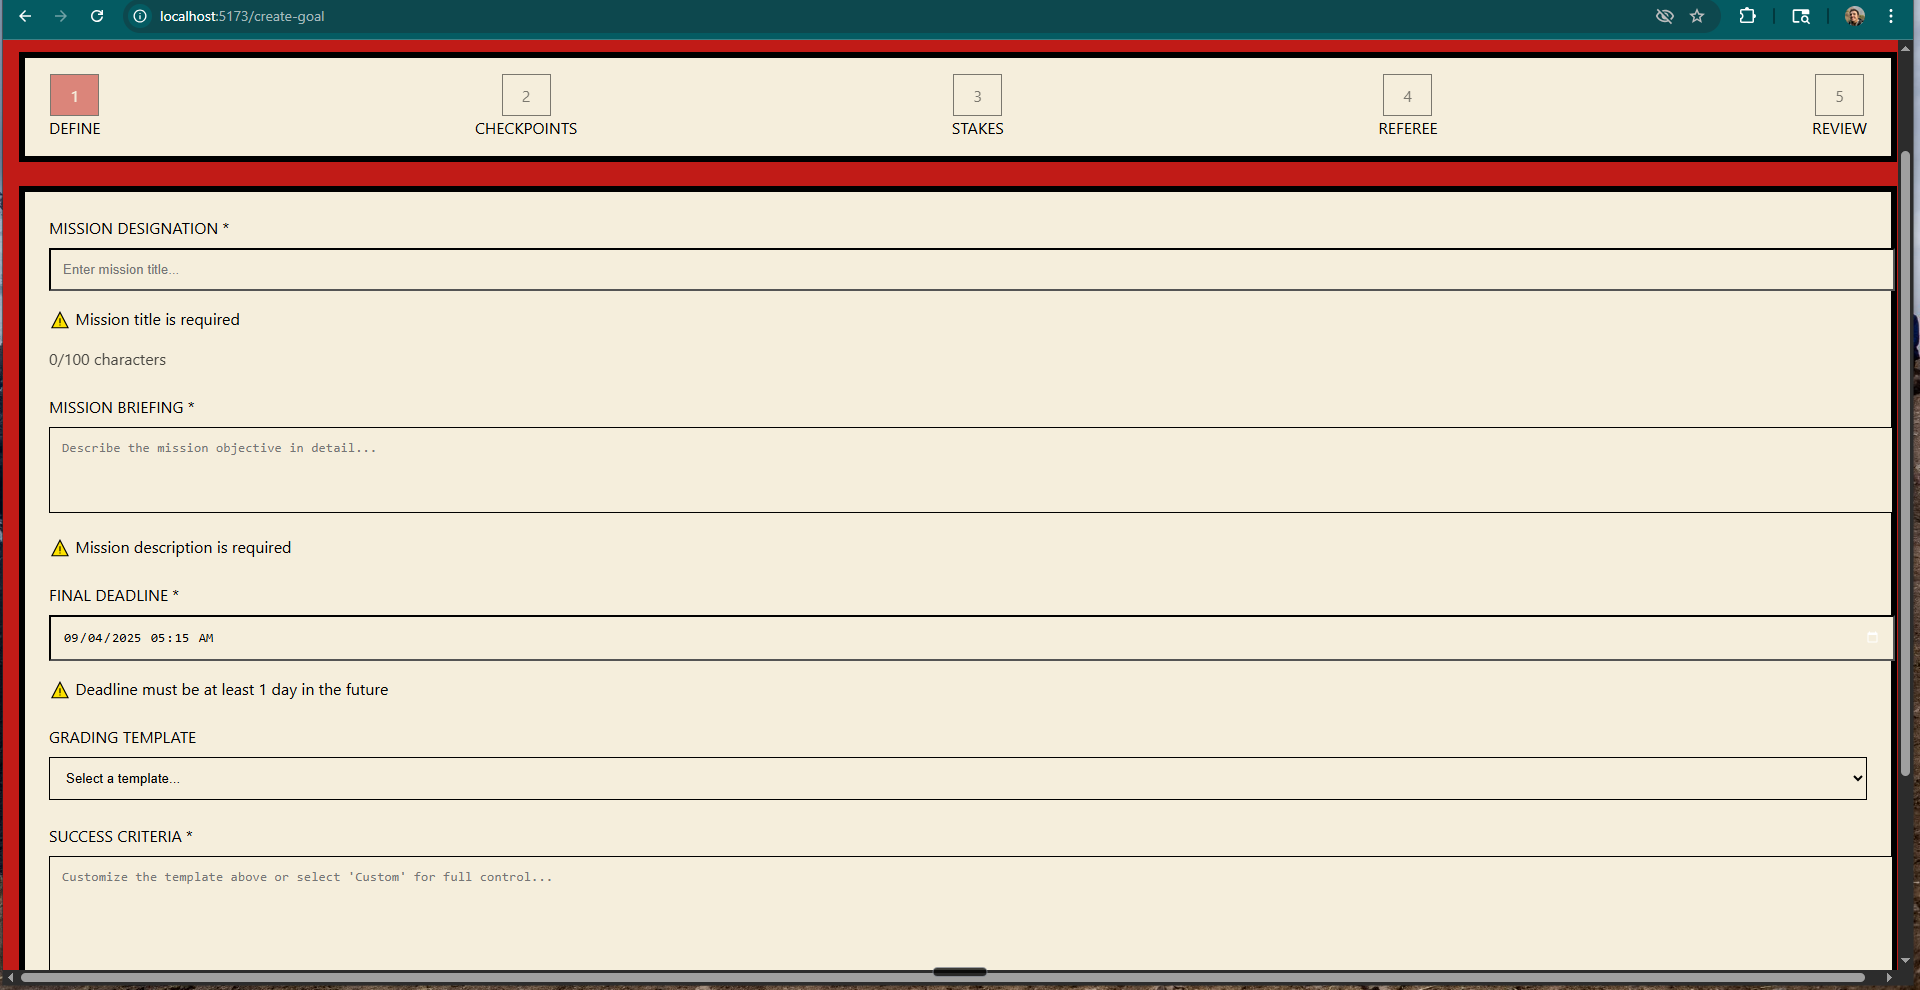 localhost:5173/create-goal
1
2
3
4
5
DEFINE
CHECKPOINTS
STAKES
REFEREE
REVIEW
MISSION DESIGNATION *
Enter mission title...
⚠ Mission title is required
0/100 characters
MISSION BRIEFING *
Describe the mission objective in detail...
⚠ Mission description is required
FINAL DEADLINE *
09/04/2025 05:15 AM
⚠ Deadline must be at least 1 day in the future
GRADING TEMPLATE
Select a template...
SUCCESS CRITERIA *
Customize the template above or select 'Custom' for full control...